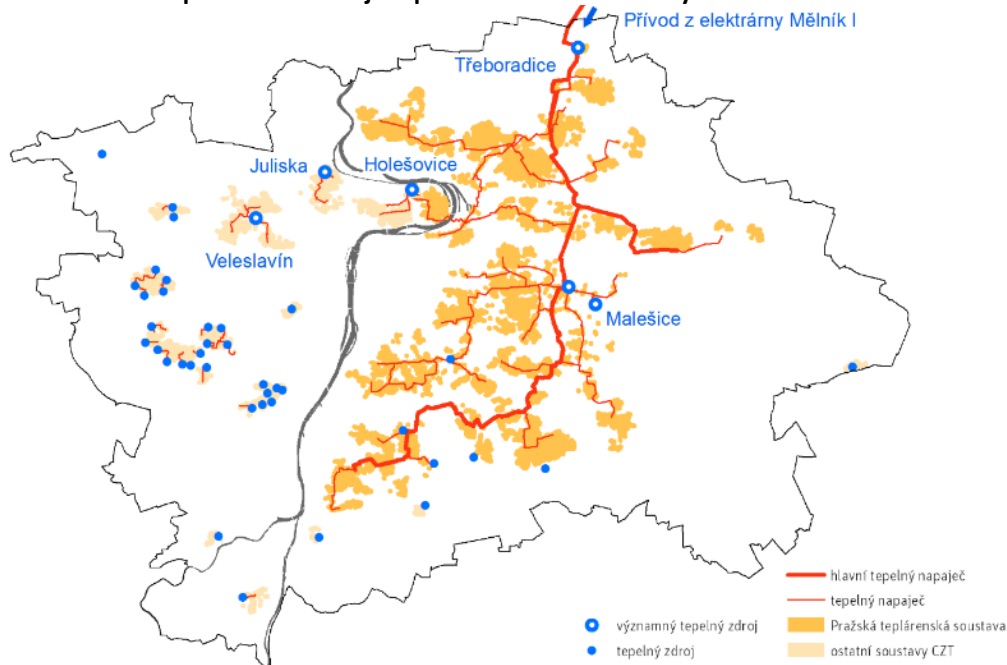 Přívod z elektrárny Mělník I
Třeboradice
Juliska
Holešovice
Veleslavín
Malešice
hlavní tepelný napaječ
tepelný napaječ
významný tepelný zdroj
Pražská teplárenská soustava
tepelný zdroj
ostatní soustavy CZT